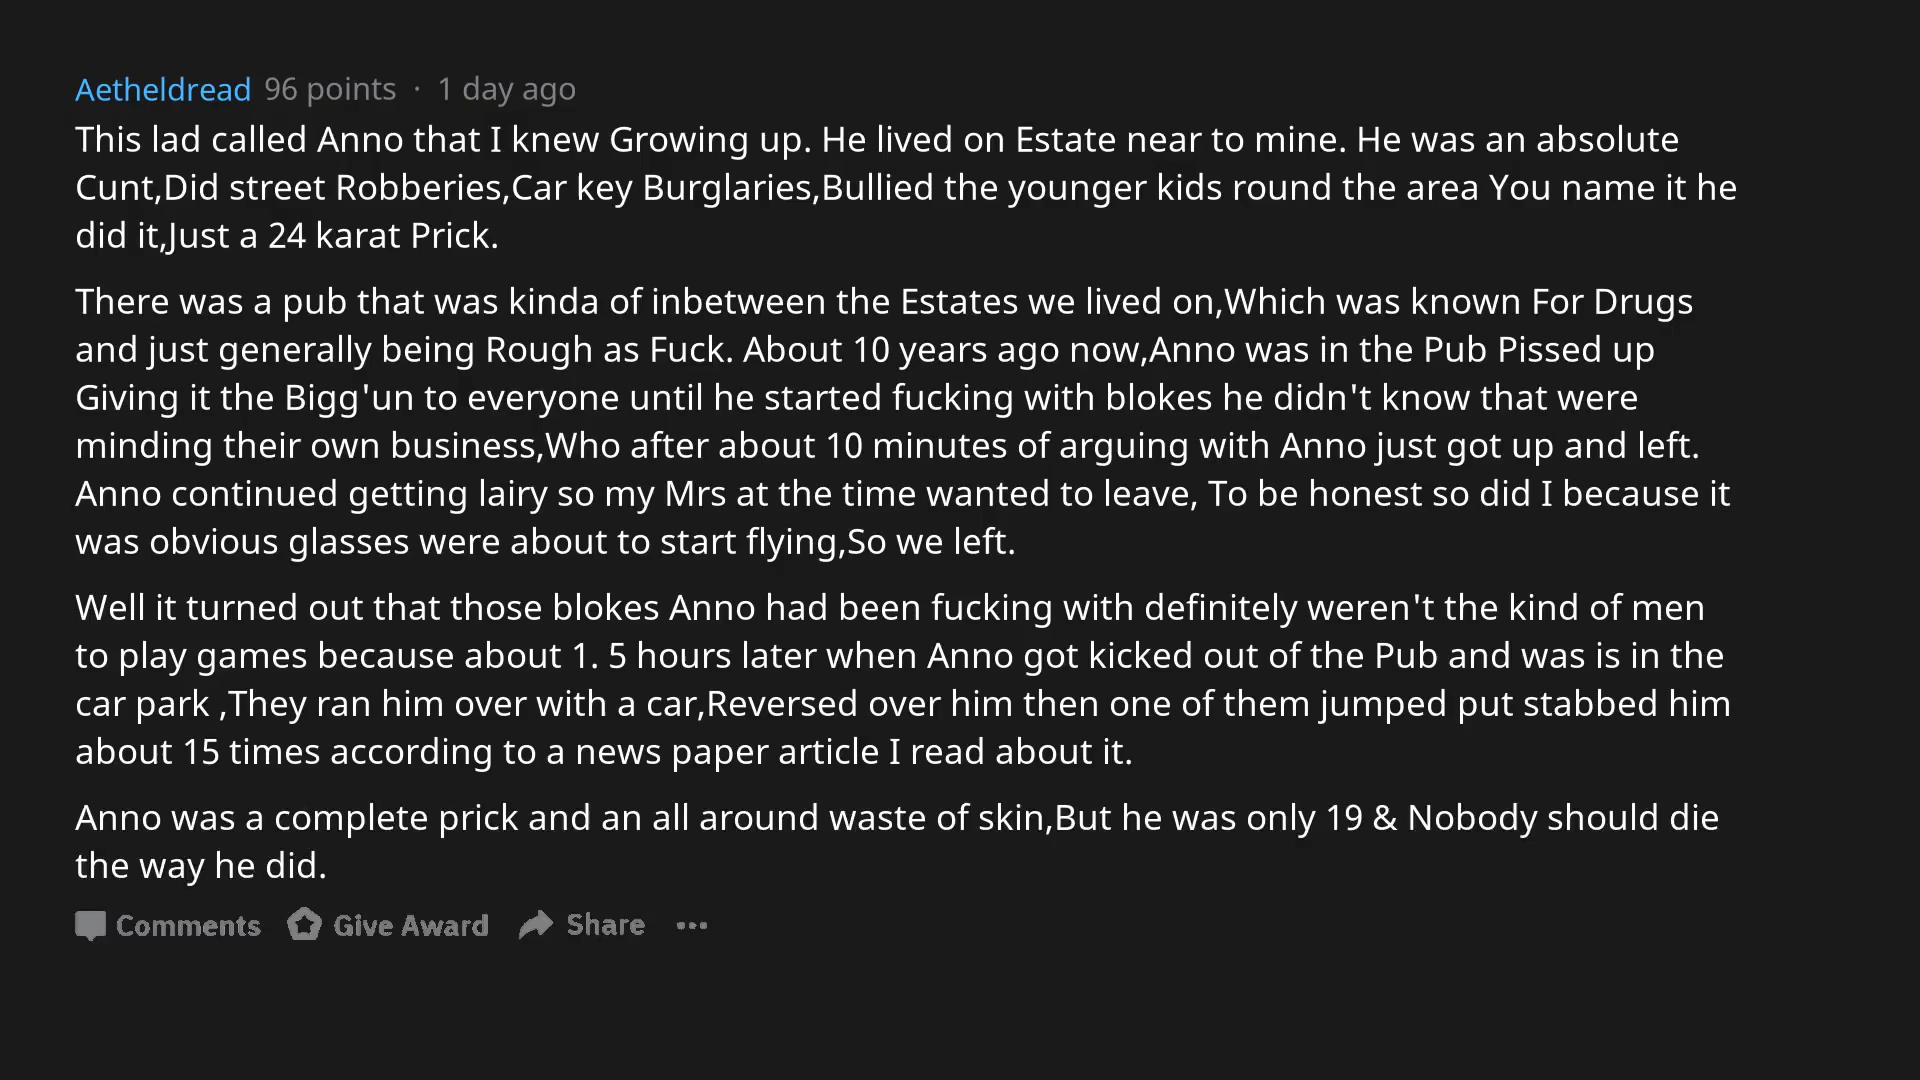 Aetheldread 96 points · 1 day ago
This lad called Anno that I knew Growing up. He lived on Estate near to mine. He was an absolute
Cunt,Did street Robberies,Car key Burglaries,Bullied the younger kids round the area You name it he
did it,Just a 24 karat Prick.
There was a pub that was kinda of inbetween the Estates we lived on,Which was known For Drugs
and just generally being Rough as Fuck. About 10 years ago now,Anno was in the Pub Pissed up
Giving it the Bigg'un to everyone until he started fucking with blokes he didn't know that were
minding their own business,Who after about 10 minutes of arguing with Anno just got up and left.
Anno continued getting lairy so my Mrs at the time wanted to leave, To be honest so did I because it
was obvious glasses were about to start flying,So we left.
Well it turned out that those blokes Anno had been fucking with definitely weren't the kind of men
to play games because about 1. 5 hours later when Anno got kicked out of the Pub and was is in the
car park ,They ran him over with a car,Reversed over him then one of them jumped put stabbed him
about 15 times according to a news paper article I read about it.
Anno was a complete prick and an all around waste of skin,But he was only 19 & Nobody should die
the way he did.
Comments Give Award Share ···